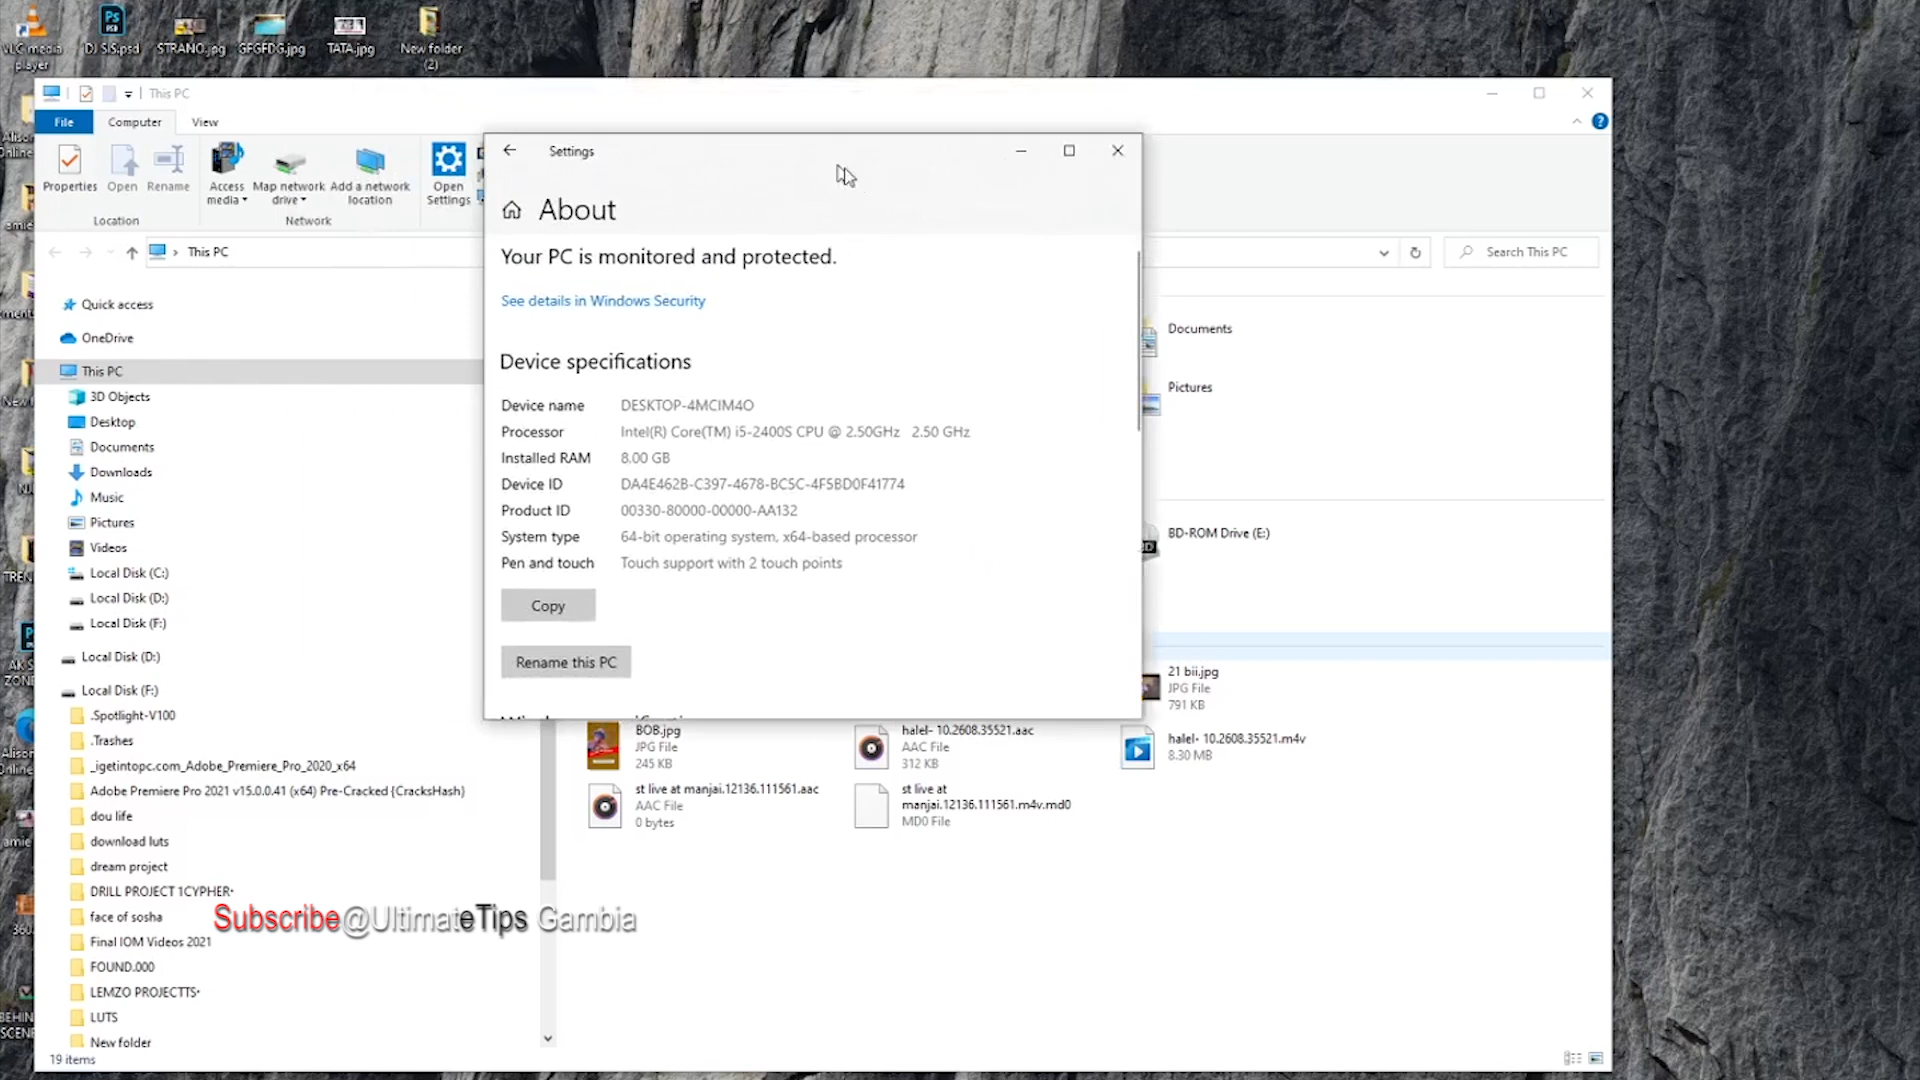 VLC media
player
DJ SIS.psd
STRANO.jpg
GFGFDG.jpg
TATA.jpg
New folder
(2)
This PC
File
Computer
View
Properties
Open
Rename
Access
media
Map network
drive
Add a network
location
Open
Settings
Location
Network
This PC
Search This PC
Settings
About
Your PC is monitored and protected.
See details in Windows Security
Device specifications
Device name DESKTOP-4MCIM4O
Processor Intel(R) Core(TM) i5-2400S CPU @ 2.50GHz 2.50 GHz
Installed RAM 8.00 GB
Device ID DA4E462B-C397-4678-BC5C-4F5BD0F41774
Product ID 00330-80000-00000-AA132
System type 64-bit operating system, x64-based processor
Pen and touch Touch support with 2 touch points
Copy
Rename this PC
Quick access
OneDrive
This PC
3D Objects
Desktop
Documents
Downloads
Music
Pictures
Videos
Local Disk (C:)
Local Disk (D:)
Local Disk (F:)
Local Disk (D:)
Local Disk (F:)
.Spotlight-V100
.Trashes
_igetintopc.com_Adobe_Premiere_Pro_2020_x64
Adobe Premiere Pro 2021 v15.0.0.41 (x64) Pre-Cracked {CracksHash}
dou life
download luts
dream project
DRILL PROJECT 1CYPHER·
face of sosha
Final IOM Videos 2021
FOUND.000
LEMZO PROJECTTS·
LUTS
New folder
19 items
Documents
Pictures
BD-ROM Drive (E:)
21 bii.jpg
JPG File
791 KB
BOB.jpg
JPG File
245 KB
halel- 10.2608.35521.aac
AAC File
312 KB
halel- 10.2608.35521.m4v
8.30 MB
st live at manjai.12136.111561.aac
AAC File
0 bytes
st live at
manjai.12136.111561.m4v.md0
MD0 File
Subscribe@UltimateTips Gambia